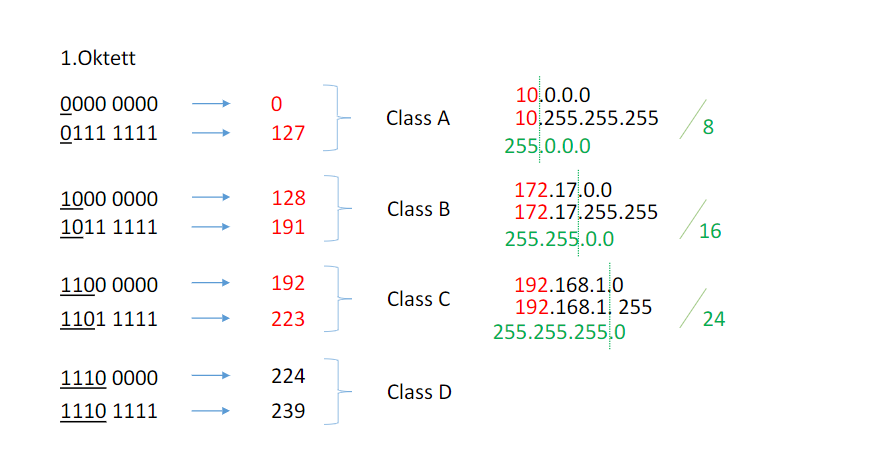 1.Oktett
0000 0000 0
0111 1111 127
Class A
10.0.0.0
10.255.255.255
255.0.0.0
/8
1000 0000 128
1011 1111 191
Class B
172.17.0.0
172.17.255.255
255.255.0.0
/16
1100 0000 192
1101 1111 223
Class C
192.168.1.0
192.168.1. 255
255.255.255.0
/24
1110 0000 224
1110 1111 239
Class D